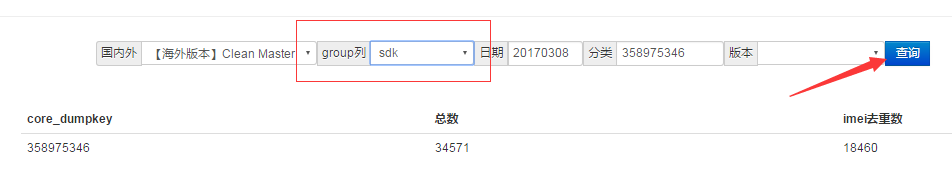 国内外 【海外版本】Clean Master group列 sdk 日期 20170308 分类 358975346 版本 查询
core_dumpkey 总数 imei去重数
358975346 34571 18460